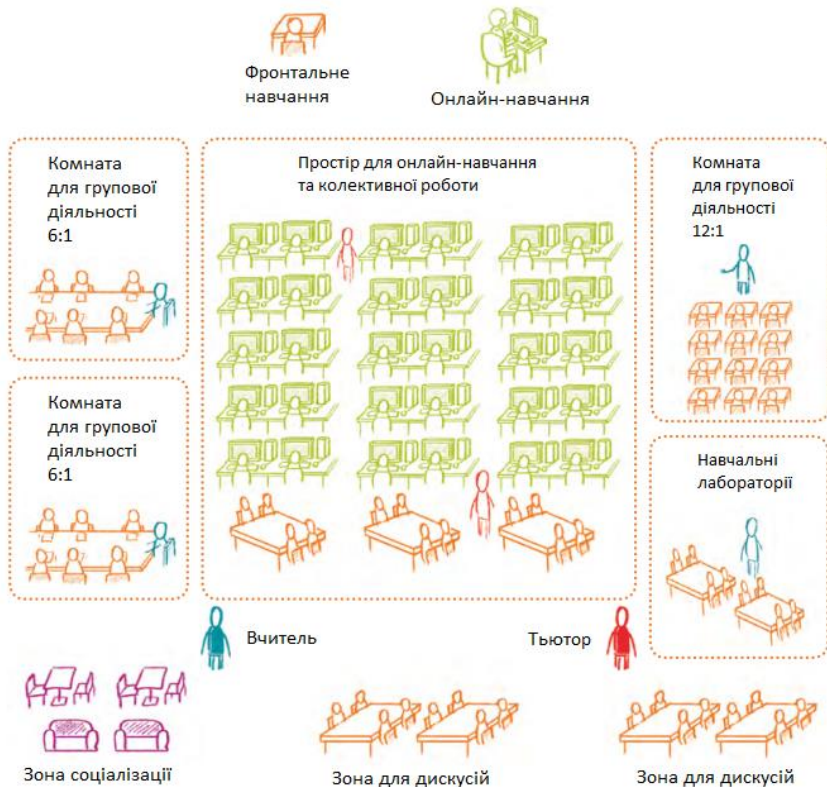 Фронтальне
навчання
Онлайн-навчання
Комната
для групової
діяльності
6:1
Простір для онлайн-навчання
та колективної роботи
Комната
для групової
діяльності
12:1
Комната
для групової
діяльності
6:1
Навчальні
лабораторії
Вчитель
Тьютор
Зона соціалізації
Зона для дискусій
Зона для дискусій